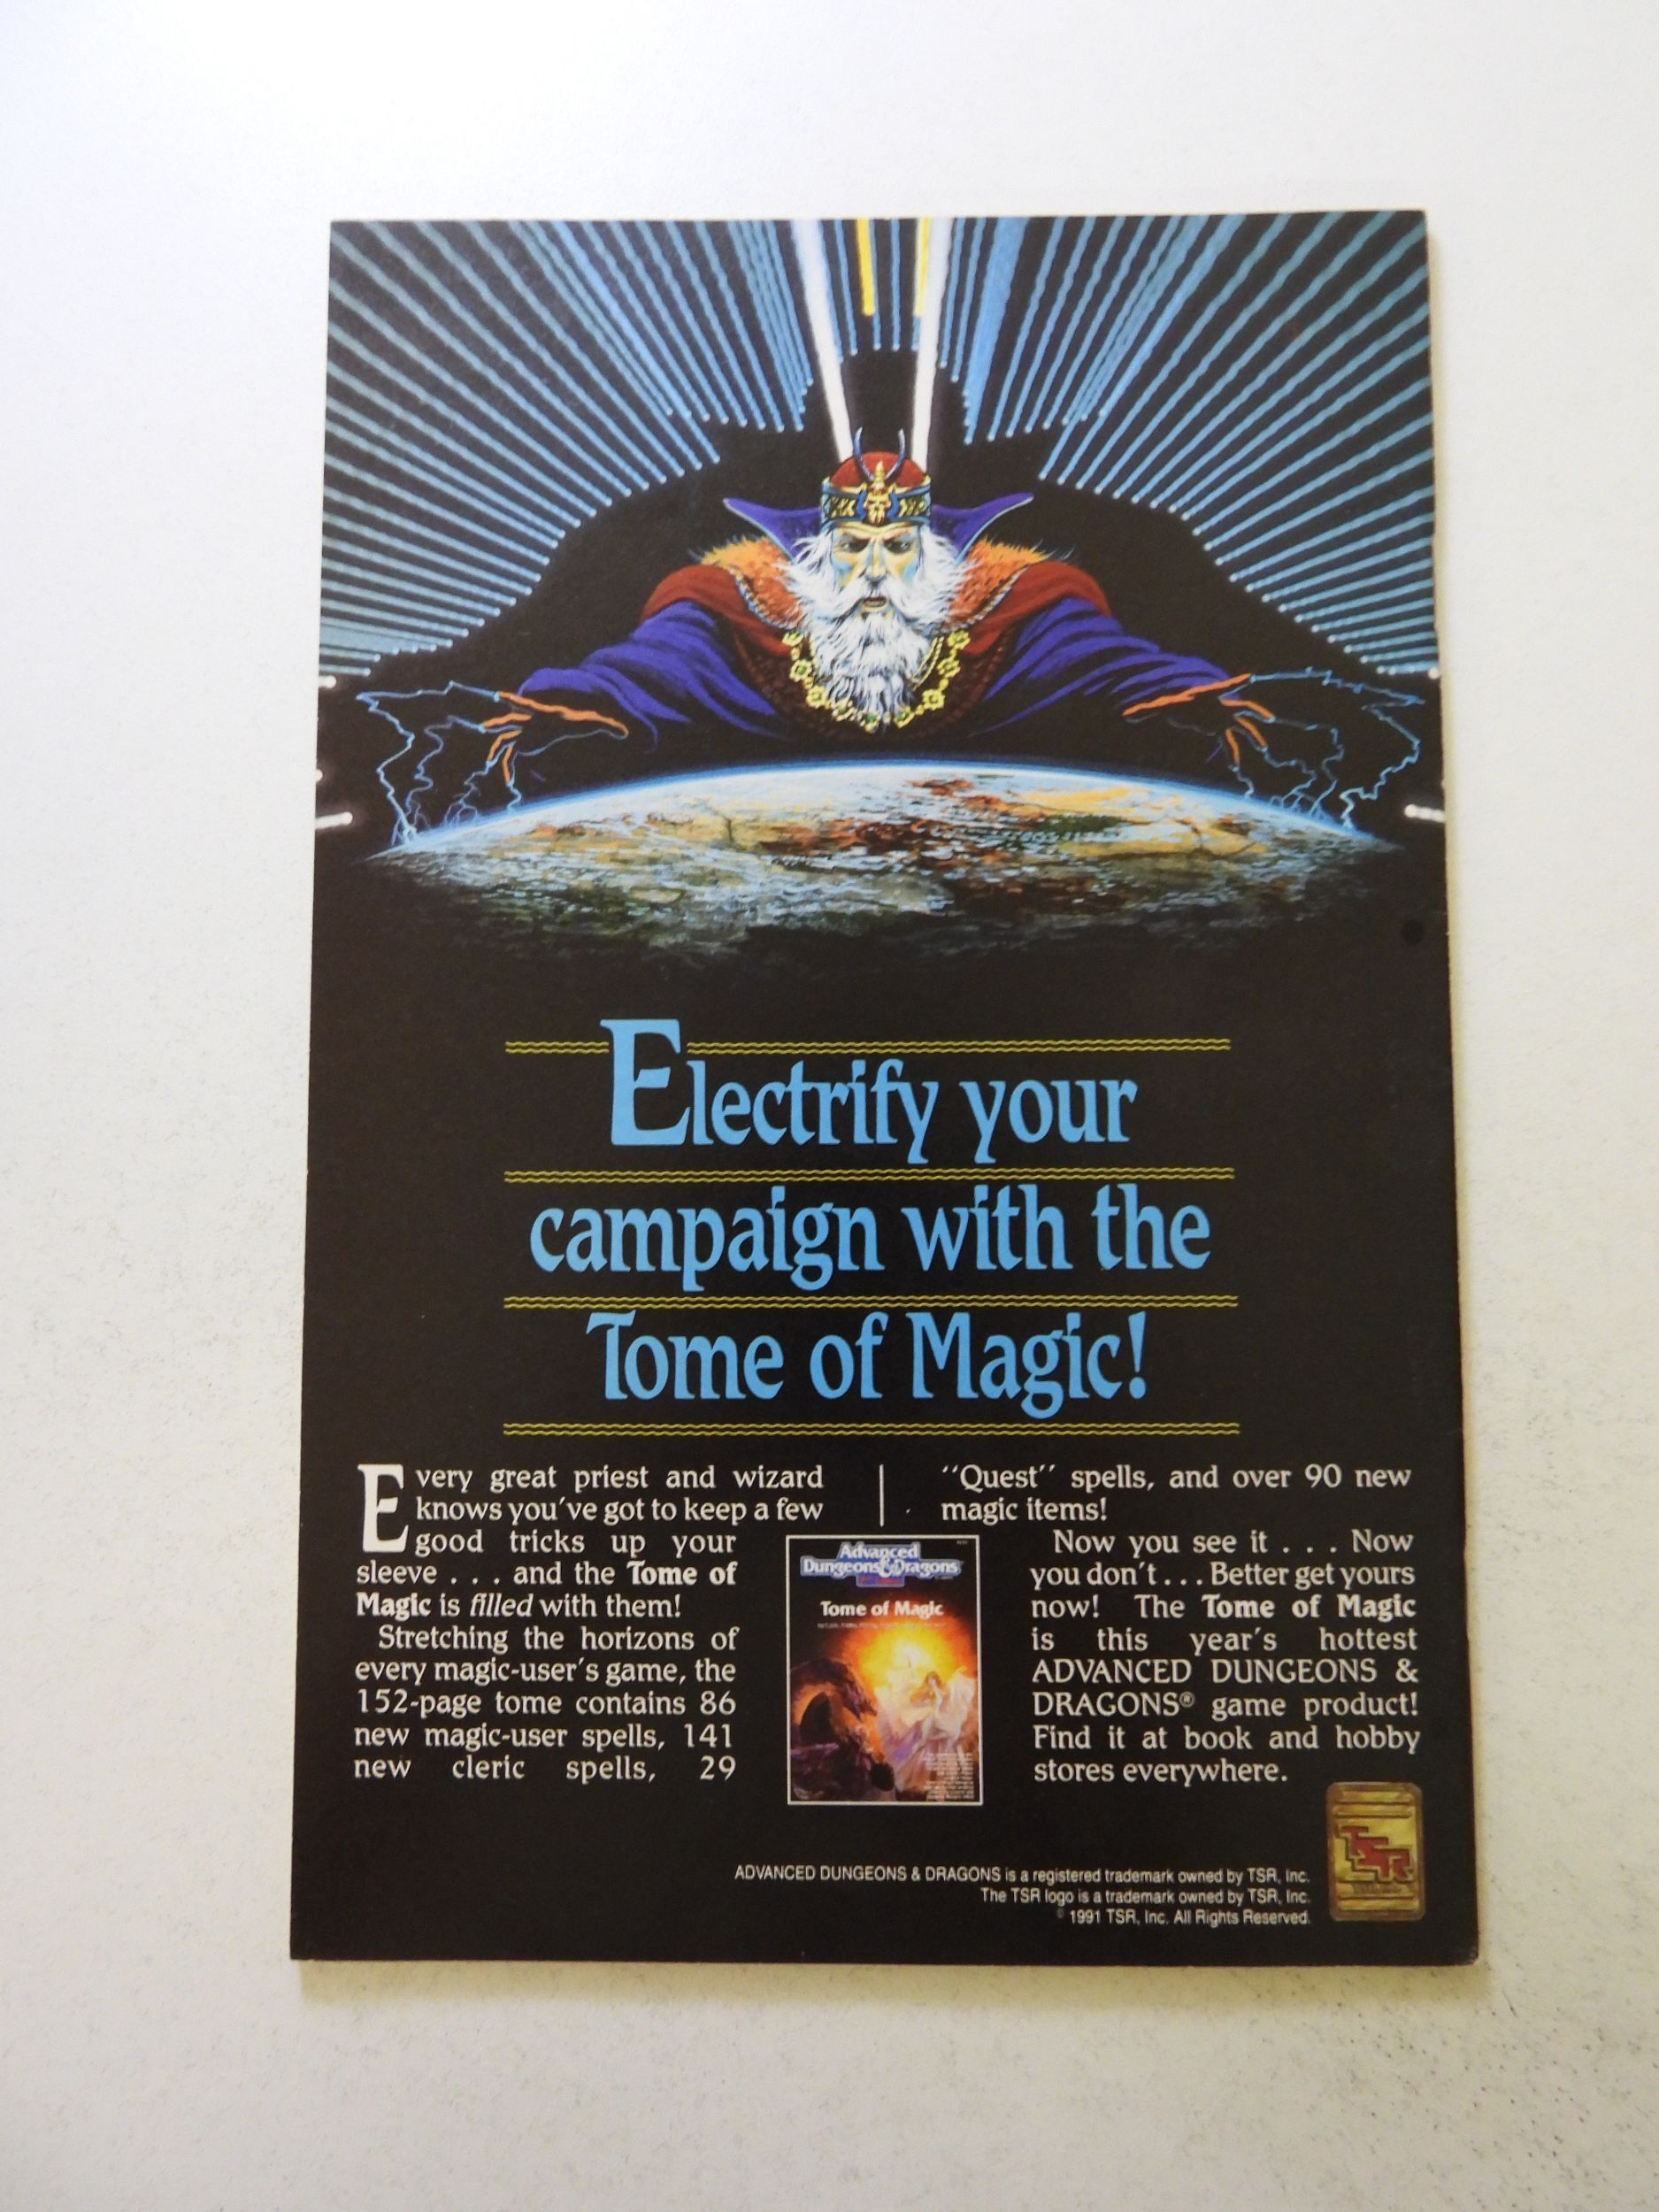 Electrify your
campaign with the
Tome of Magic!
Every great priest and wizard
knows you've got to keep a few
good tricks up your
sleeve . . . and the Tome of
Magic is filled with them!
Stretching the horizons of
every magic-user's game, the
152-page tome contains 86
new magic-user spells, 141
new cleric spells, 29
"Quest" spells, and over 90 new
magic items!
Now you see it . . . Now
you don't . . . Better get yours
now! The Tome of Magic
is this year's hottest
ADVANCED DUNGEONS &
DRAGONS® game product!
Find it at book and hobby
stores everywhere.
Advanced
Dungeons & Dragons
Tome of Magic
ADVANCED DUNGEONS & DRAGONS is a registered trademark owned by TSR, Inc.
The TSR logo is a trademark owned by TSR, Inc.
© 1991 TSR, Inc. All Rights Reserved.
TSR